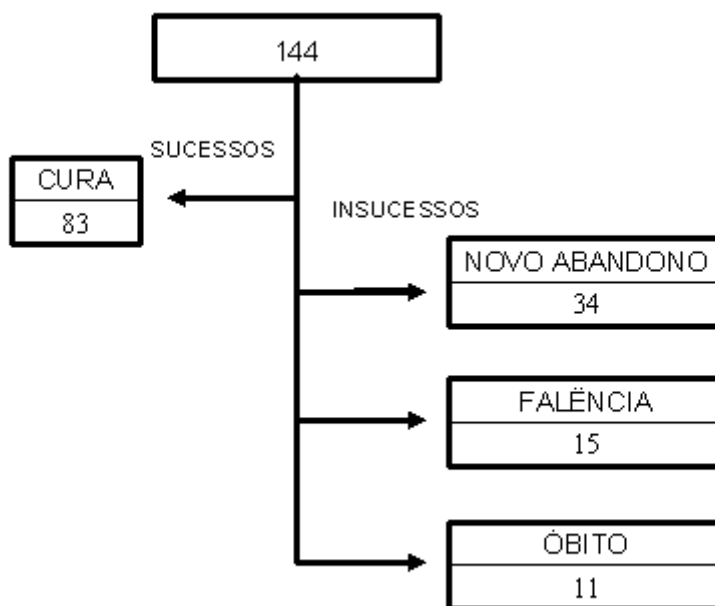 144
SUCESSOS
CURA
83
INSUCESSOS
NOVO ABANDONO
34
FALËNCIA
15
ÓBITO
11